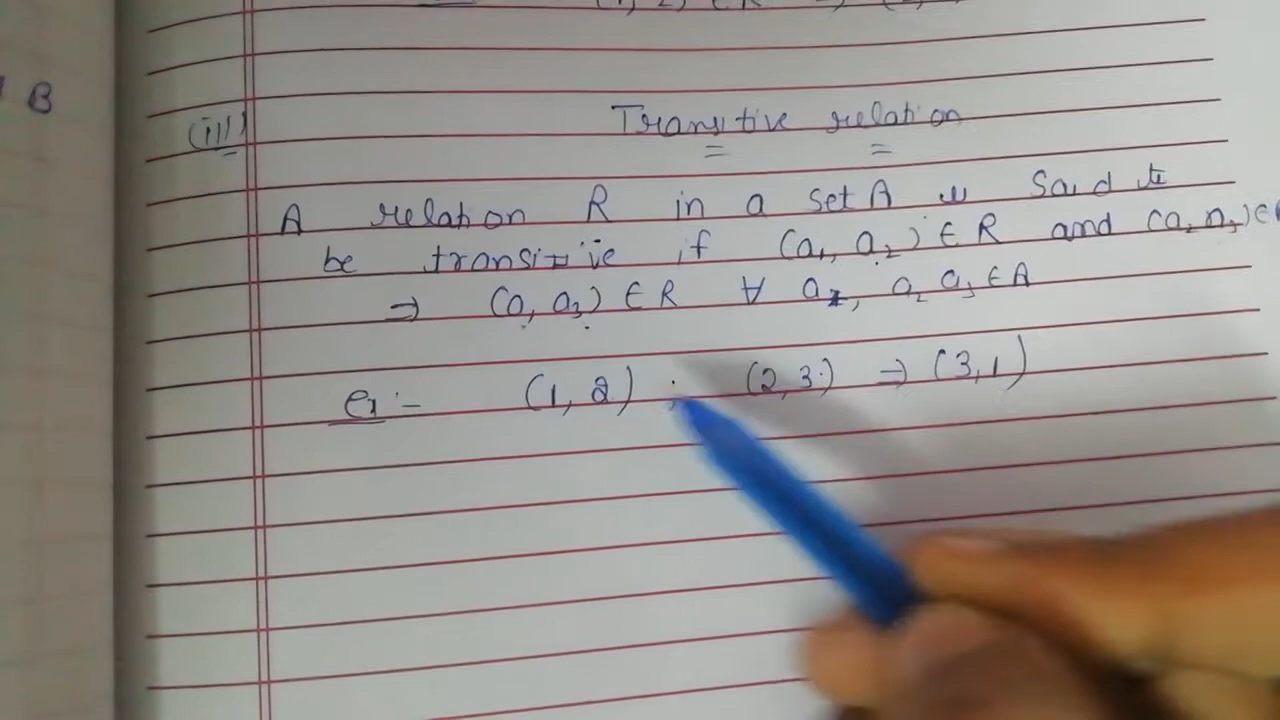 B
(iii)
Transitive relation
A relation R in a set A is said to
be transitive if (a₁, a₂) ∈ R and (a₂ a₃) ∈
⇒ (a, a₃) ∈ R ∀ a, a₂ a₃ ∈ A
ex :- (1, 2) ; (2, 3) ⇒ (3, 1)